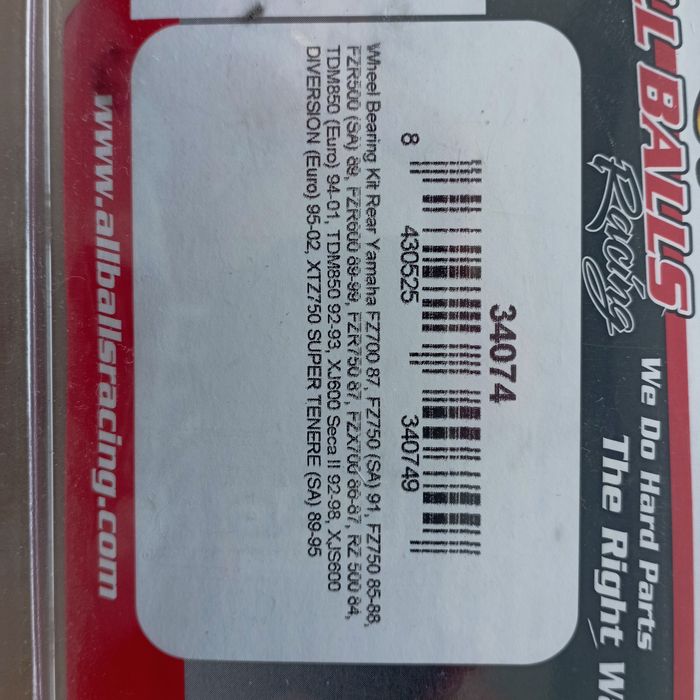 LL BALLS
Racing
We Do Hard Parts
The Right W
34074
8 430525 340749
Wheel Bearing Kit Rear Yamaha FZ700 87, FZ750 (SA) 91, FZ750 85-88,
FZR500 (SA) 89, FZR600 89-99, FZR750 87, FZX700 86-87, RZ 500 84,
TDM850 (Euro) 94-01, TDM850 92-93, XJ600 Seca II 92-98, XJS600
DIVERSION (Euro) 95-02, XTZ750 SUPER TENERE (SA) 89-95
www.allballsracing.com